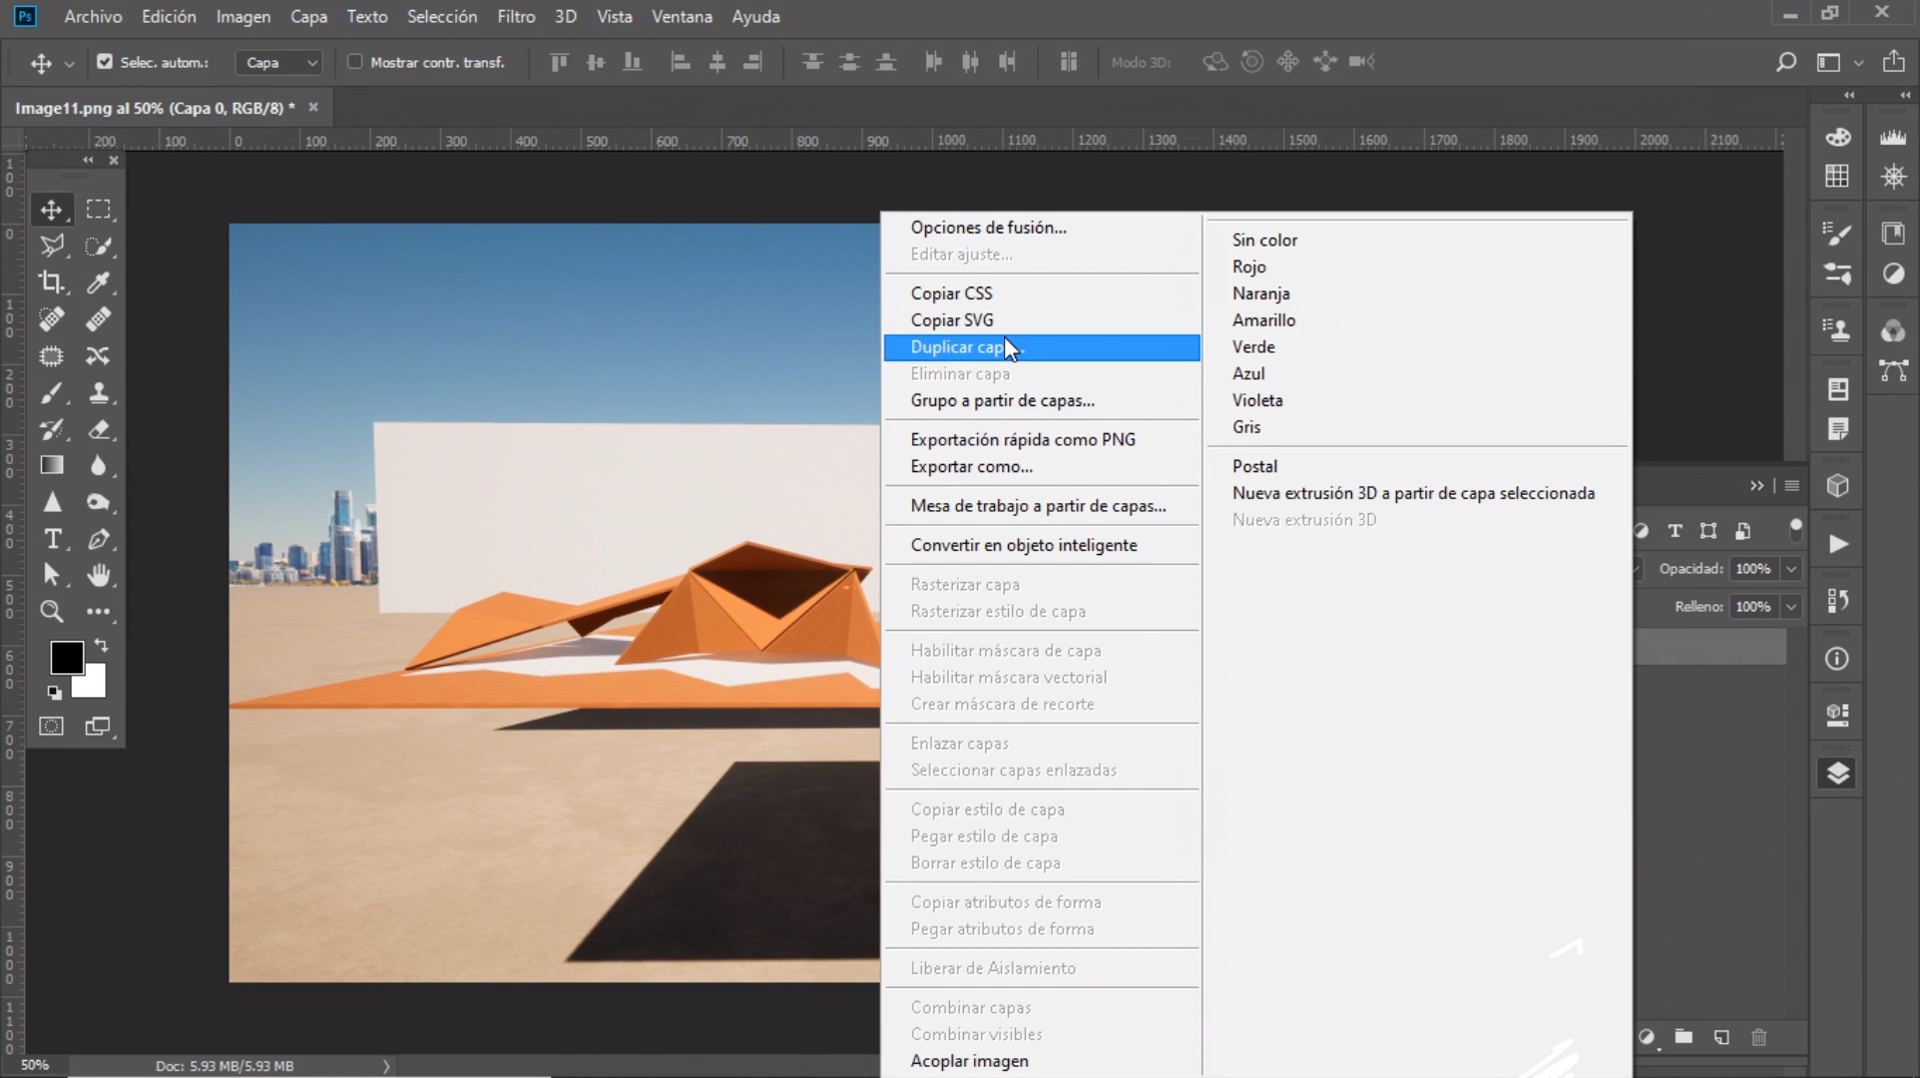 Ps Archivo Edición Imagen Capa Texto Selección Filtro 3D Vista Ventana Ayuda
Selec. autom.: Capa Mostrar contr. transf. Modo 3D:
Image11.png al 50% (Capa 0, RGB/8) *
200 100 0 100 200 300 400 500 600 700 800 900 1000 1100 1200 1300 1400 1500 1600 1700 1800 1900 2000 2100
Opciones de fusión...
Editar ajuste...
Copiar CSS
Copiar SVG
Eliminar capa
Grupo a partir de capas...
Exportación rápida como PNG
Exportar como...
Mesa de trabajo a partir de capas...
Convertir en objeto inteligente
Rasterizar capa
Rasterizar estilo de capa
Habilitar máscara de capa
Habilitar máscara vectorial
Crear máscara de recorte
Enlazar capas
Seleccionar capas enlazadas
Copiar estilo de capa
Pegar estilo de capa
Borrar estilo de capa
Copiar atributos de forma
Pegar atributos de forma
Liberar de Aislamiento
Combinar capas
Combinar visibles
Acoplar imagen
Sin color
Rojo
Naranja
Amarillo
Verde
Azul
Violeta
Gris
Postal
Nueva extrusión 3D a partir de capa seleccionada
Nueva extrusión 3D
Opacidad: 100%
Relleno: 100%
50% Doc: 5.93 MB/5.93 MB